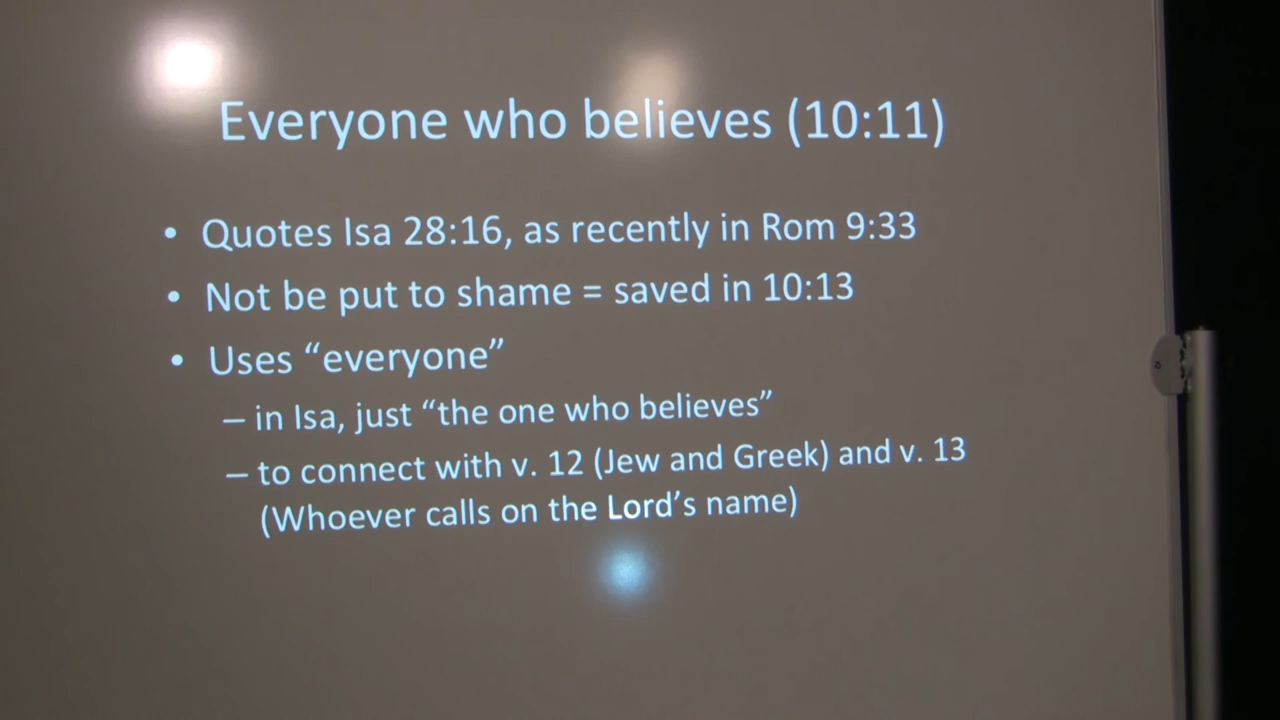 Everyone who believes (10:11)
• Quotes Isa 28:16, as recently in Rom 9:33
• Not be put to shame = saved in 10:13
• Uses “everyone”
– in Isa, just “the one who believes”
– to connect with v. 12 (Jew and Greek) and v. 13
(Whoever calls on the Lord’s name)